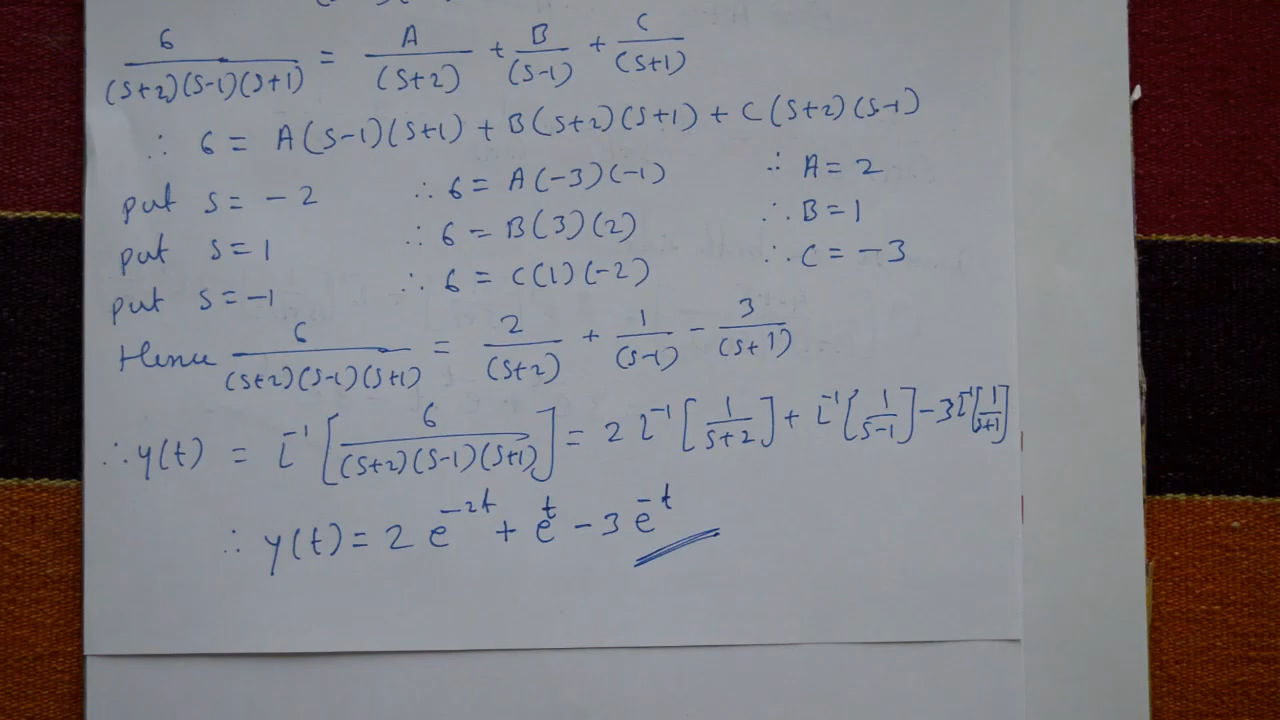 6/((s+2)(s-1)(s+1)) = A/(s+2) + B/(s-1) + C/(s+1)
∴ 6 = A(s-1)(s+1) + B(s+2)(s+1) + C(s+2)(s-1)
put s = -2 ∴ 6 = A(-3)(-1) ∴ A = 2
put s = 1 ∴ 6 = B(3)(2) ∴ B = 1
put s = -1 ∴ 6 = C(1)(-2) ∴ C = -3
Hence 6/((s+2)(s-1)(s+1)) = 2/(s+2) + 1/(s-1) - 3/(s+1)
∴ y(t) = L⁻¹[6/((s+2)(s-1)(s+1))] = 2 L⁻¹[1/(s+2)] + L⁻¹[1/(s-1)] - 3L⁻¹[1/(s+1)]
∴ y(t) = 2e^(-2t) + e^t - 3e^(-t)